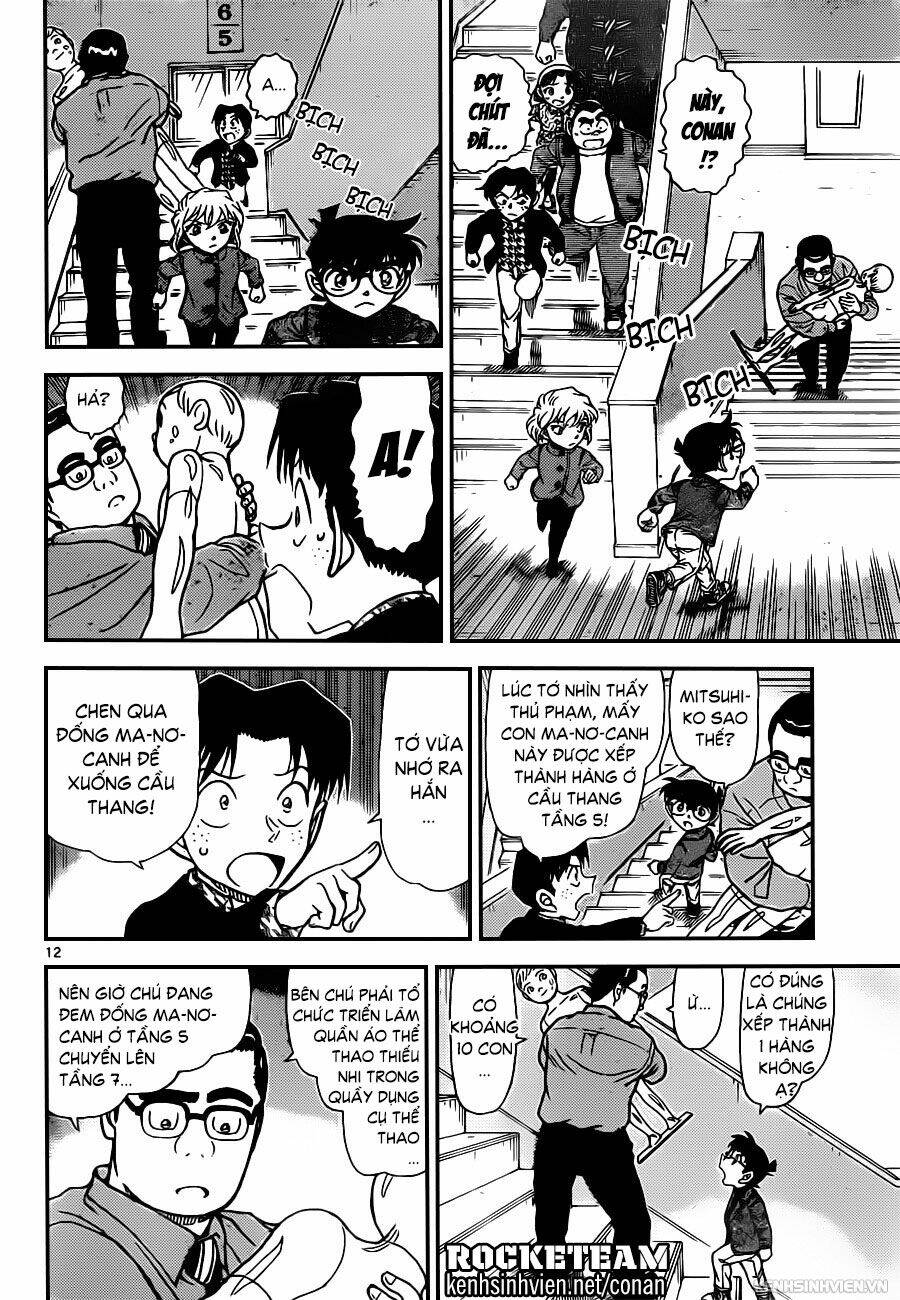 NÀY,
CONAN
!?
ĐỢI
CHÚT
ĐÃ...
BỊCH
BỊCH
BỊCH
6
5
A...
BỊCH
BỊCH
BỊCH
A!
HẢ?
MITSUHI-
KO SAO
THẾ?
LÚC TỚ NHÌN THẤY
THỦ PHẠM, MẤY
CON MA-NƠ-CANH
NÀY ĐƯỢC XẾP
THÀNH HÀNG Ở
CẦU THANG
TẦNG 5!
TỚ VỪA
NHỚ RA
HẮN
...
CHEN QUA
ĐỐNG MA-NƠ-
CANH ĐỂ
XUỐNG CẦU
THANG!
12
CÓ ĐÚNG
LÀ CHÚNG
XẾP THÀNH
1 HÀNG
KHÔNG
Ạ?
Ừ...
CÓ
KHOẢNG
10 CON
...
BÊN CHÚ PHẢI TỔ
CHỨC TRIỂN LÃM
QUẦN ÁO THỂ
THAO THIẾU
NHI TRONG
QUẦY DỤNG
CỤ THỂ
THAO
...
NÊN GIỜ CHÚ ĐANG
ĐEM ĐỐNG MA-NƠ-
CANH Ở TẦNG 5
CHUYỂN LÊN
TẦNG 7...
ROCKETEAM
kenhsinhvien.net/conan
KENHSINHVIEN.VN